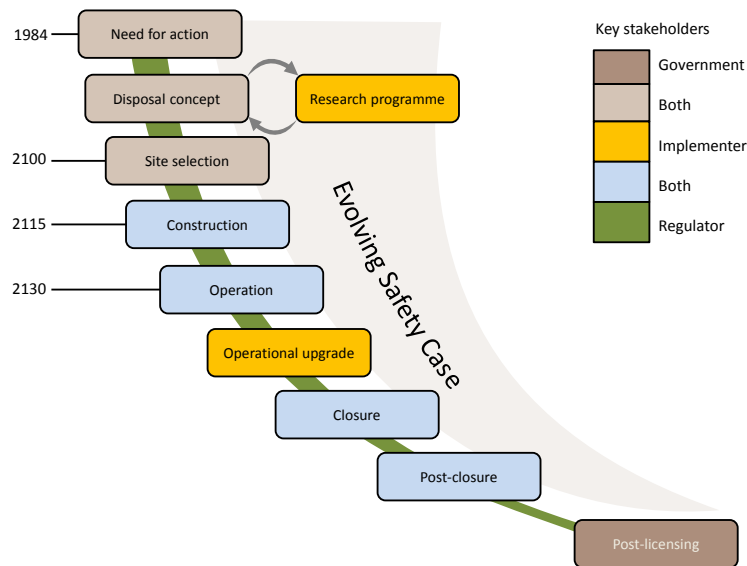 1984
Need for action
Disposal concept
Research programme
2100
Site selection
2115
Construction
2130
Operation
Operational upgrade
Closure
Post-closure
Post-licensing
Evolving Safety Case
Key stakeholders
Government
Both
Implementer
Both
Regulator